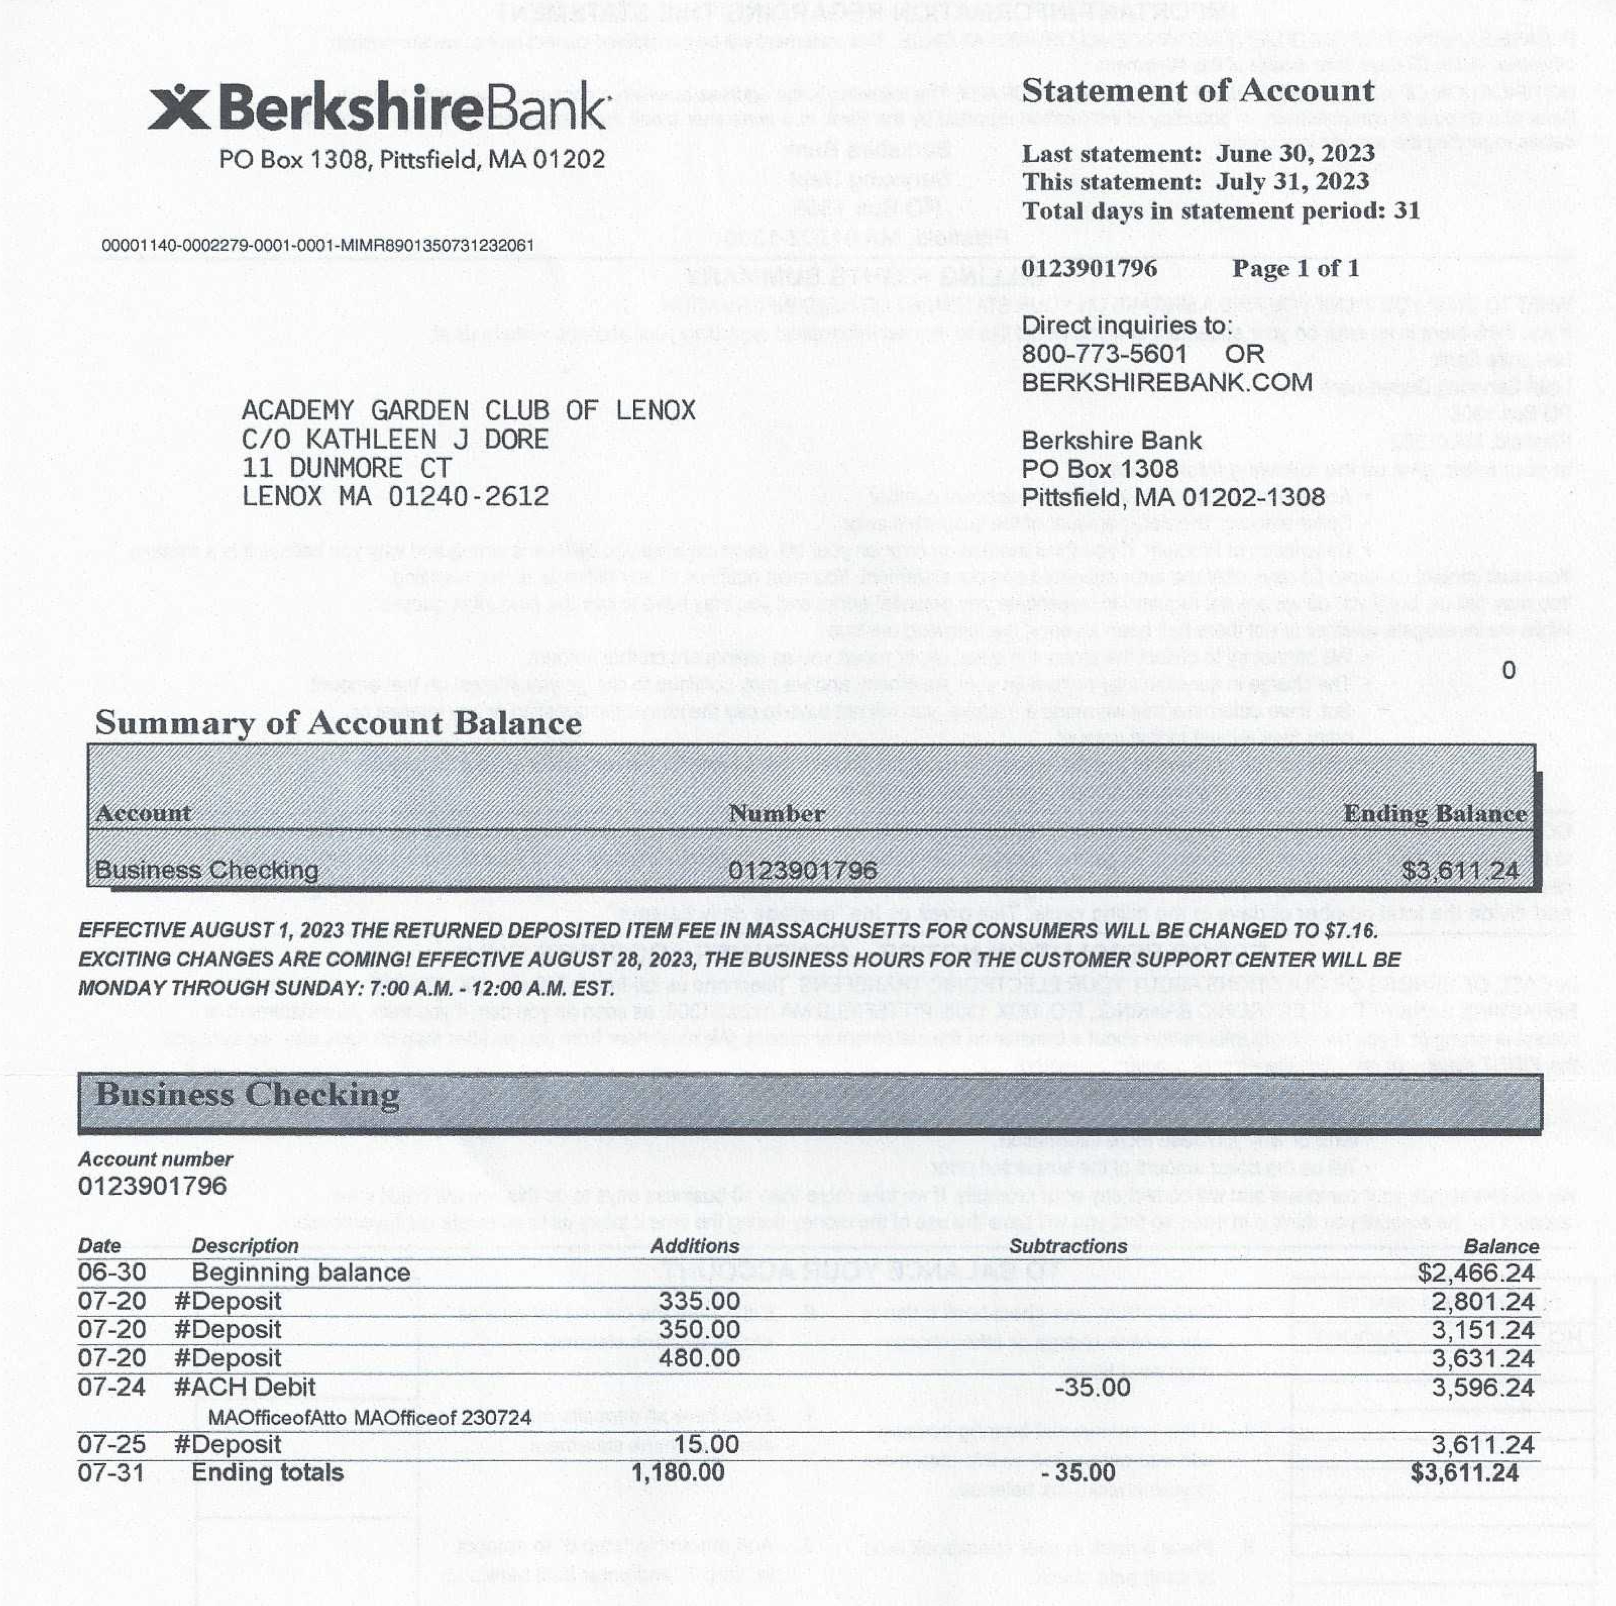 BerkshireBank
PO Box 1308, Pittsfield, MA 01202
00001140-0002279-0001-0001-MIMR8901350731232061
Statement of Account
Last statement: June 30, 2023
This statement: July 31, 2023
Total days in statement period: 31
0123901796 Page 1 of 1
Direct inquiries to:
800-773-5601 OR
BERKSHIREBANK.COM
ACADEMY GARDEN CLUB OF LENOX
C/O KATHLEEN J DORE
11 DUNMORE CT
LENOX MA 01240-2612
Berkshire Bank
PO Box 1308
Pittsfield, MA 01202-1308
0
Summary of Account Balance
Account Number Ending Balance
Business Checking 0123901796 $3,611.24
EFFECTIVE AUGUST 1, 2023 THE RETURNED DEPOSITED ITEM FEE IN MASSACHUSETTS FOR CONSUMERS WILL BE CHANGED TO $7.16.
EXCITING CHANGES ARE COMING! EFFECTIVE AUGUST 28, 2023, THE BUSINESS HOURS FOR THE CUSTOMER SUPPORT CENTER WILL BE
MONDAY THROUGH SUNDAY: 7:00 A.M. - 12:00 A.M. EST.
Business Checking
Account number
0123901796
Date Description Additions Subtractions Balance
06-30 Beginning balance $2,466.24
07-20 #Deposit 335.00 2,801.24
07-20 #Deposit 350.00 3,151.24
07-20 #Deposit 480.00 3,631.24
07-24 #ACH Debit -35.00 3,596.24
MAOfficeofAtto MAOfficeof 230724
07-25 #Deposit 15.00 3,611.24
07-31 Ending totals 1,180.00 - 35.00 $3,611.24